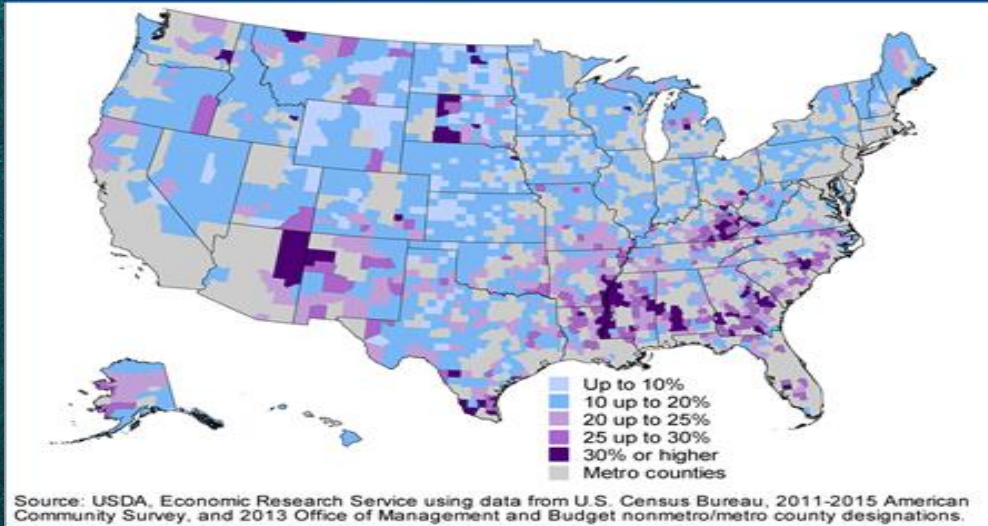 Up to 10%
10 up to 20%
20 up to 25%
25 up to 30%
30% or higher
Metro counties
Source: USDA, Economic Research Service using data from U.S. Census Bureau, 2011-2015 American
Community Survey, and 2013 Office of Management and Budget nonmetro/metro county designations.